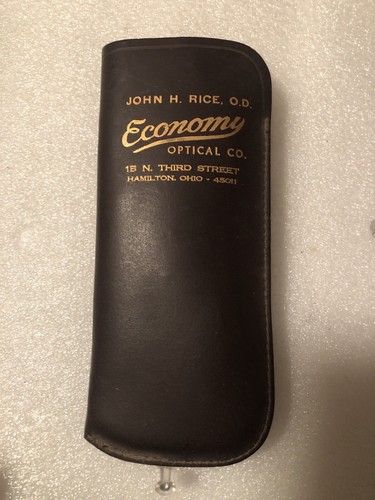 JOHN H. RICE, O.D.
Economy
OPTICAL CO.
15 N. THIRD STREET
HAMILTON, OHIO - 45011